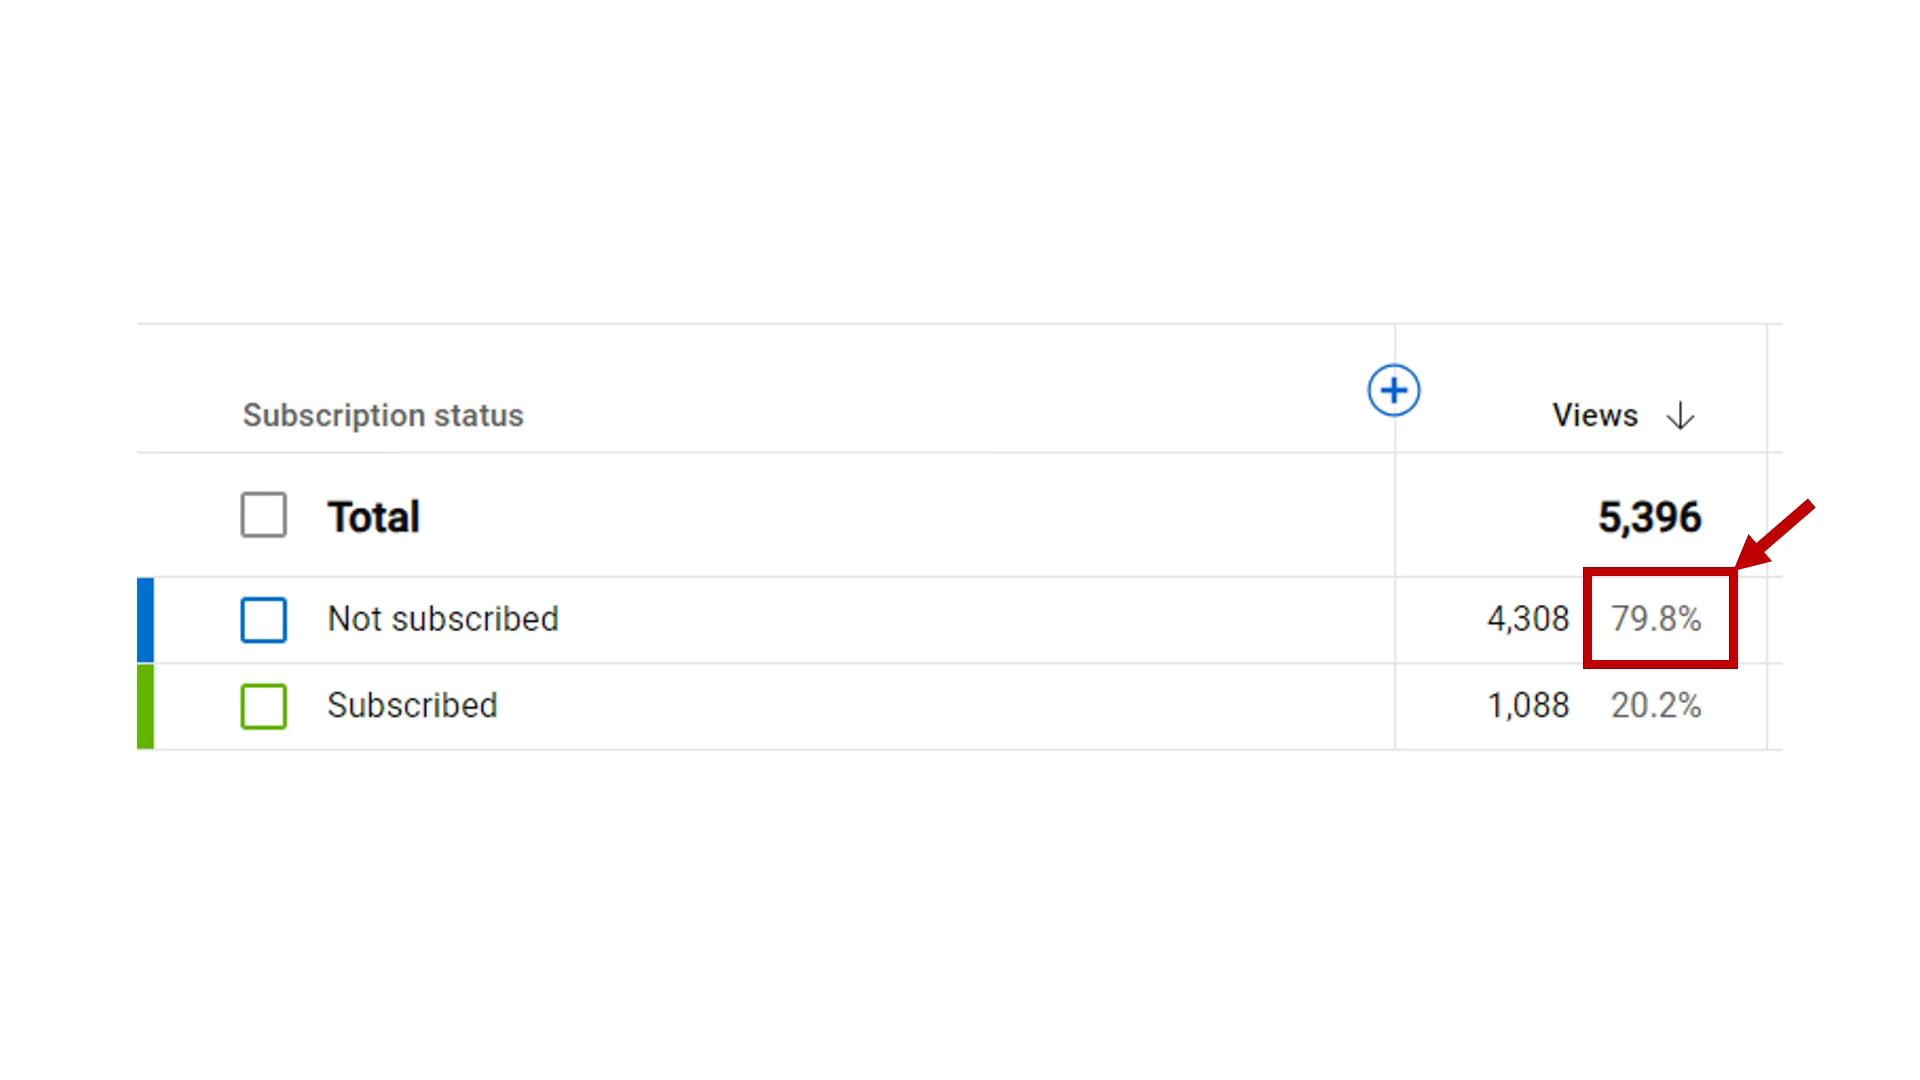 Subscription status Views
Total 5,396
Not subscribed 4,308 79.8%
Subscribed 1,088 20.2%